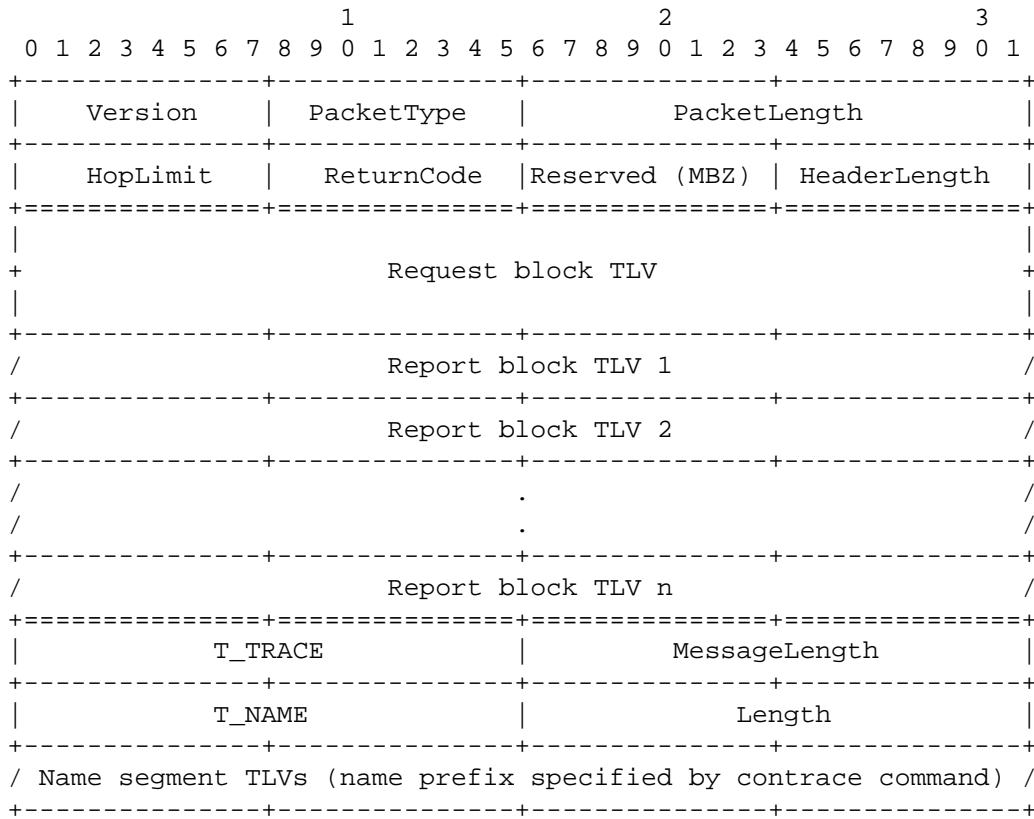 1                   2                   3
 0 1 2 3 4 5 6 7 8 9 0 1 2 3 4 5 6 7 8 9 0 1 2 3 4 5 6 7 8 9 0 1
+---------------+---------------+---------------+---------------+
|    Version    |  PacketType   |         PacketLength          |
+---------------+---------------+---------------+---------------+
|    HopLimit   |   ReturnCode  |Reserved (MBZ) | HeaderLength  |
+===============+===============+===============+===============+
|                                                               |
+                       Request block TLV                       +
|                                                               |
+---------------+---------------+---------------+---------------+
/                       Report block TLV 1                      /
+---------------+---------------+---------------+---------------+
/                       Report block TLV 2                      /
+---------------+---------------+---------------+---------------+
/                               .                               /
/                               .                               /
+---------------+---------------+---------------+---------------+
/                       Report block TLV n                      /
+===============+===============+===============+===============+
|            T_TRACE            |         MessageLength         |
+---------------+---------------+---------------+---------------+
|            T_NAME             |             Length            |
+---------------+---------------+---------------+---------------+
/ Name segment TLVs (name prefix specified by contrace command) /
+---------------+---------------+---------------+---------------+